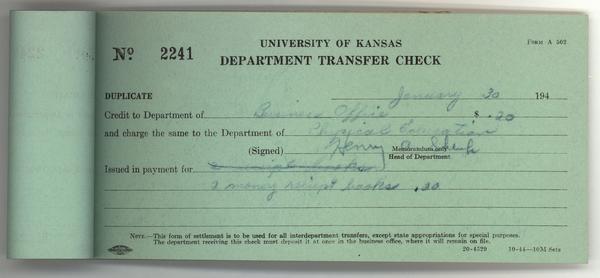 UNIVERSITY OF KANSAS
FORM A 502
Nº 2241
DEPARTMENT TRANSFER CHECK
DUPLICATE
January 30 194
Credit to Department of Business Office $ .20
and charge the same to the Department of Physical Education
(Signed) Henry
Memorandum only
Head of Department
Issued in payment for
2 money receipt books .20
NOTE.—This form of settlement is to be used for all interdepartment transfers, except state appropriations for special purposes.
The department receiving this check must deposit it at once in the business office, where it will remain on file.
20-4529 10-44—10M Sets